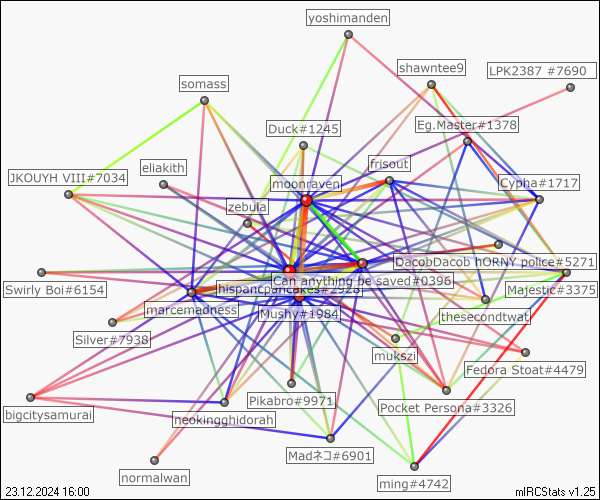 yoshimanden
shawntee9
LPK2387 #7690
somass
Duck#1245
Eg.Master#1378
eliakith
frisout
JKOUYH VIII#7034
moonraven
Cypha#1717
zebula
DacobDacob hORNY police#5271
Can anything be saved#0396
Swirly Boi#6154
hispancpancakes#2928
Majestic#3375
marcemadness
Mushy#1984
thesecondtwat
Silver#7938
mukszi
Fedora Stoat#4479
Pikabro#9971
Pocket Persona#3326
bigcitysamurai
neokingghidorah
Madネコ#6901
normalwan
ming#4742
23.12.2024 16:00
mIRCStats v1.25